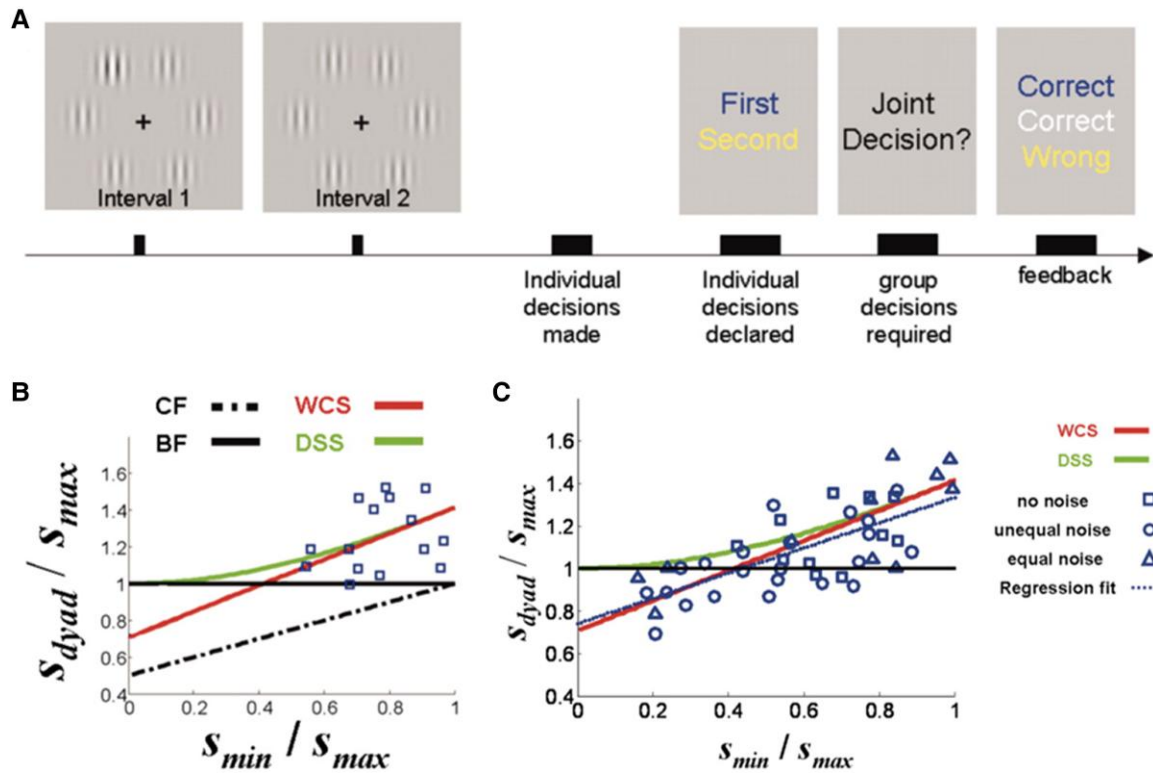 A
Interval 1
Interval 2
First
Second
Joint
Decision?
Correct
Correct
Wrong
Individual
decisions
made
Individual
decisions
declared
group
decisions
required
feedback
B
CF
WCS
BF
DSS
s_dyad / s_max
1.6
1.4
1.2
1
0.8
0.6
0.4
0
0.2
0.4
0.6
0.8
1
s_min / s_max
C
s_dyad / s_max
1.6
1.4
1.2
1
0.8
0.6
0.4
0
0.2
0.4
0.6
0.8
1
s_min / s_max
WCS
DSS
no noise
unequal noise
equal noise
Regression fit